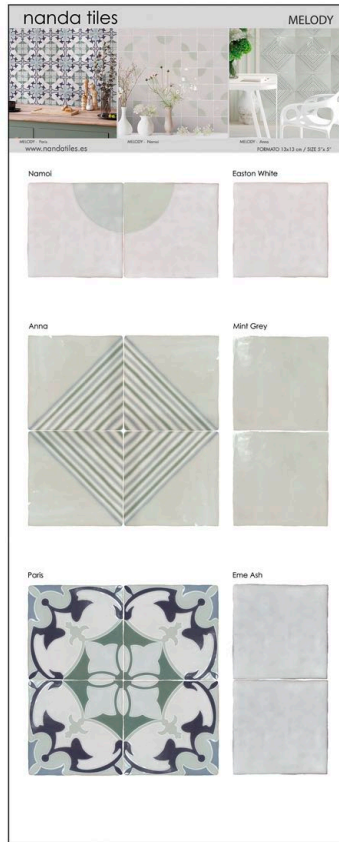 nanda tiles
MELODY
MELODY - Paris
MELODY - Namoi
MELODY - Anna
www.nandatiles.es
FORMATO 13x13 cm / SIZE 5"x 5"
Namoi
Easton White
Anna
Mint Grey
Paris
Eme Ash